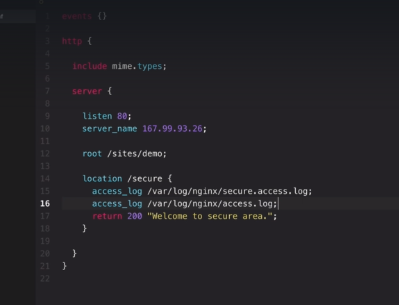 events {}
http {
include mime.types;
server {
listen 80;
server_name 167.99.93.26;
root /sites/demo;
location /secure {
access_log /var/log/nginx/secure.access.log;
access_log /var/log/nginx/access.log;
return 200 "Welcome to secure area.";
}
}
}